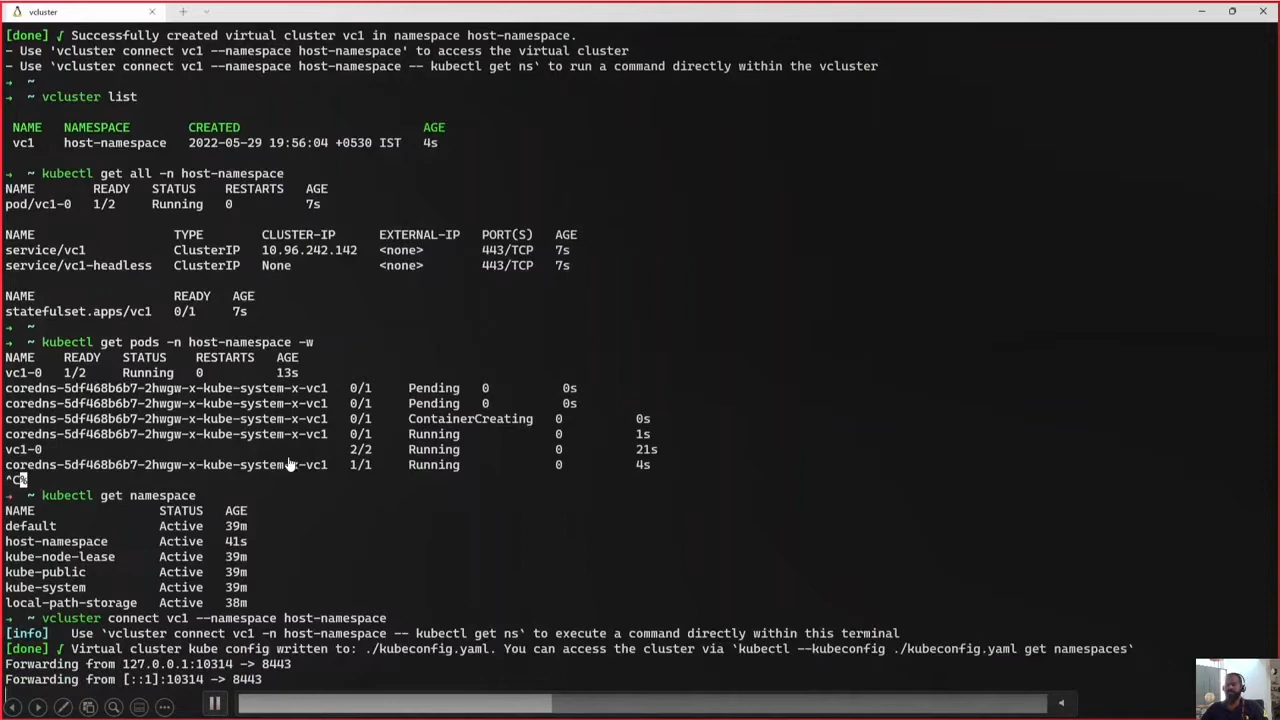 vcluster
[done] √ Successfully created virtual cluster vc1 in namespace host-namespace.
- Use 'vcluster connect vc1 --namespace host-namespace' to access the virtual cluster
- Use `vcluster connect vc1 --namespace host-namespace -- kubectl get ns` to run a command directly within the vcluster
→ ~
→ ~ vcluster list
NAME NAMESPACE CREATED AGE
vc1 host-namespace 2022-05-29 19:56:04 +0530 IST 4s
→ ~ kubectl get all -n host-namespace
NAME READY STATUS RESTARTS AGE
pod/vc1-0 1/2 Running 0 7s
NAME TYPE CLUSTER-IP EXTERNAL-IP PORT(S) AGE
service/vc1 ClusterIP 10.96.242.142 <none> 443/TCP 7s
service/vc1-headless ClusterIP None <none> 443/TCP 7s
NAME READY AGE
statefulset.apps/vc1 0/1 7s
→ ~
→ ~ kubectl get pods -n host-namespace -w
NAME READY STATUS RESTARTS AGE
vc1-0 1/2 Running 0 13s
coredns-5df468b6b7-2hwgw-x-kube-system-x-vc1 0/1 Pending 0 0s
coredns-5df468b6b7-2hwgw-x-kube-system-x-vc1 0/1 Pending 0 0s
coredns-5df468b6b7-2hwgw-x-kube-system-x-vc1 0/1 ContainerCreating 0 0s
coredns-5df468b6b7-2hwgw-x-kube-system-x-vc1 0/1 Running 0 1s
vc1-0 2/2 Running 0 21s
coredns-5df468b6b7-2hwgw-x-kube-system-x-vc1 1/1 Running 0 4s
^C%
→ ~ kubectl get namespace
NAME STATUS AGE
default Active 39m
host-namespace Active 41s
kube-node-lease Active 39m
kube-public Active 39m
kube-system Active 39m
local-path-storage Active 38m
→ ~ vcluster connect vc1 --namespace host-namespace
[info] Use `vcluster connect vc1 -n host-namespace -- kubectl get ns` to execute a command directly within this terminal
[done] √ Virtual cluster kube config written to: ./kubeconfig.yaml. You can access the cluster via `kubectl --kubeconfig ./kubeconfig.yaml get namespaces`
Forwarding from 127.0.0.1:10314 -> 8443
Forwarding from [::1]:10314 -> 8443